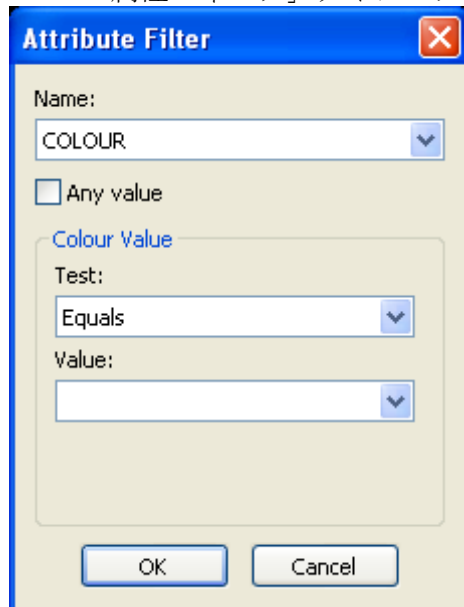 Attribute Filter
Name:
COLOUR
Any value
Colour Value
Test:
Equals
Value:
OK
Cancel